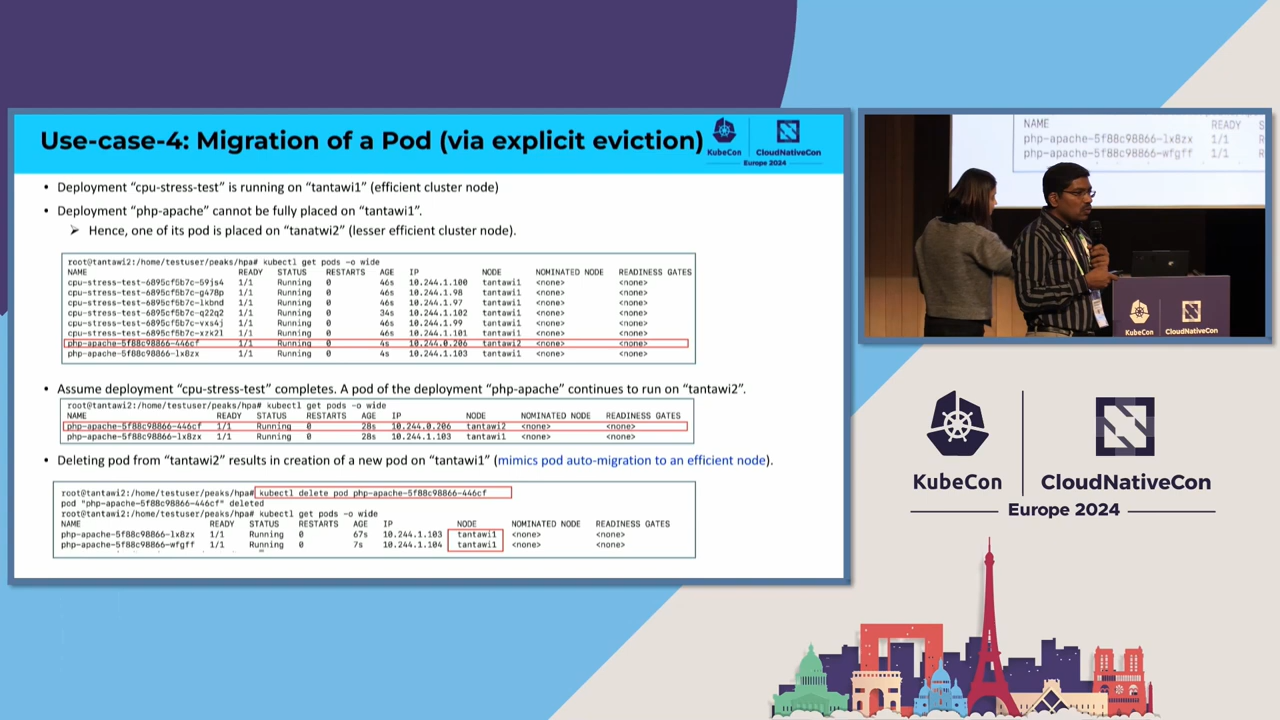 Use-case-4: Migration of a Pod (via explicit eviction)
KubeCon
CloudNativeCon
Europe 2024
• Deployment “cpu-stress-test” is running on “tantawi1” (efficient cluster node)
• Deployment “php-apache” cannot be fully placed on “tantawi1”.
➢ Hence, one of its pod is placed on “tanatwi2” (lesser efficient cluster node).
root@tantawi2:/home/testuser/peaks/hpa# kubectl get pods -o wide
NAME READY STATUS RESTARTS AGE IP NODE NOMINATED NODE READINESS GATES
cpu-stress-test-6895cf5b7c-59js4 1/1 Running 0 46s 10.244.1.100 tantawi1 <none> <none>
cpu-stress-test-6895cf5b7c-g478p 1/1 Running 0 46s 10.244.1.98 tantawi1 <none> <none>
cpu-stress-test-6895cf5b7c-lkbnd 1/1 Running 0 46s 10.244.1.97 tantawi1 <none> <none>
cpu-stress-test-6895cf5b7c-q22q2 1/1 Running 0 34s 10.244.1.102 tantawi1 <none> <none>
cpu-stress-test-6895cf5b7c-vxs4j 1/1 Running 0 46s 10.244.1.99 tantawi1 <none> <none>
cpu-stress-test-6895cf5b7c-xzk2l 1/1 Running 0 46s 10.244.1.101 tantawi1 <none> <none>
php-apache-5f88c98866-446cf 1/1 Running 0 4s 10.244.0.206 tantawi2 <none> <none>
php-apache-5f88c98866-lx8zx 1/1 Running 0 4s 10.244.1.103 tantawi1 <none> <none>
• Assume deployment “cpu-stress-test” completes. A pod of the deployment “php-apache” continues to run on “tantawi2”.
root@tantawi2:/home/testuser/peaks/hpa# kubectl get pods -o wide
NAME READY STATUS RESTARTS AGE IP NODE NOMINATED NODE READINESS GATES
php-apache-5f88c98866-446cf 1/1 Running 0 28s 10.244.0.206 tantawi2 <none> <none>
php-apache-5f88c98866-lx8zx 1/1 Running 0 28s 10.244.1.103 tantawi1 <none> <none>
• Deleting pod from “tantawi2” results in creation of a new pod on “tantawi1” (mimics pod auto-migration to an efficient node).
root@tantawi2:/home/testuser/peaks/hpa# kubectl delete pod php-apache-5f88c98866-446cf
pod "php-apache-5f88c98866-446cf" deleted
root@tantawi2:/home/testuser/peaks/hpa# kubectl get pods -o wide
NAME READY STATUS RESTARTS AGE IP NODE NOMINATED NODE READINESS GATES
php-apache-5f88c98866-lx8zx 1/1 Running 0 67s 10.244.1.103 tantawi1 <none> <none>
php-apache-5f88c98866-wfgff 1/1 Running 0 7s 10.244.1.104 tantawi1 <none> <none>
NAME READY S
php-apache-5f88c98866-lx8zx 1/1 R
php-apache-5f88c98866-wfgff 1/1 R
KubeCon
CloudNativeCon
KubeCon
CloudNativeCon
Europe 2024